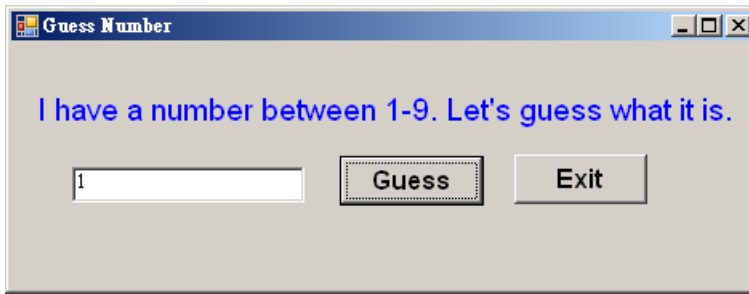 Guess Number
I have a number between 1-9. Let's guess what it is.
1 Guess Exit